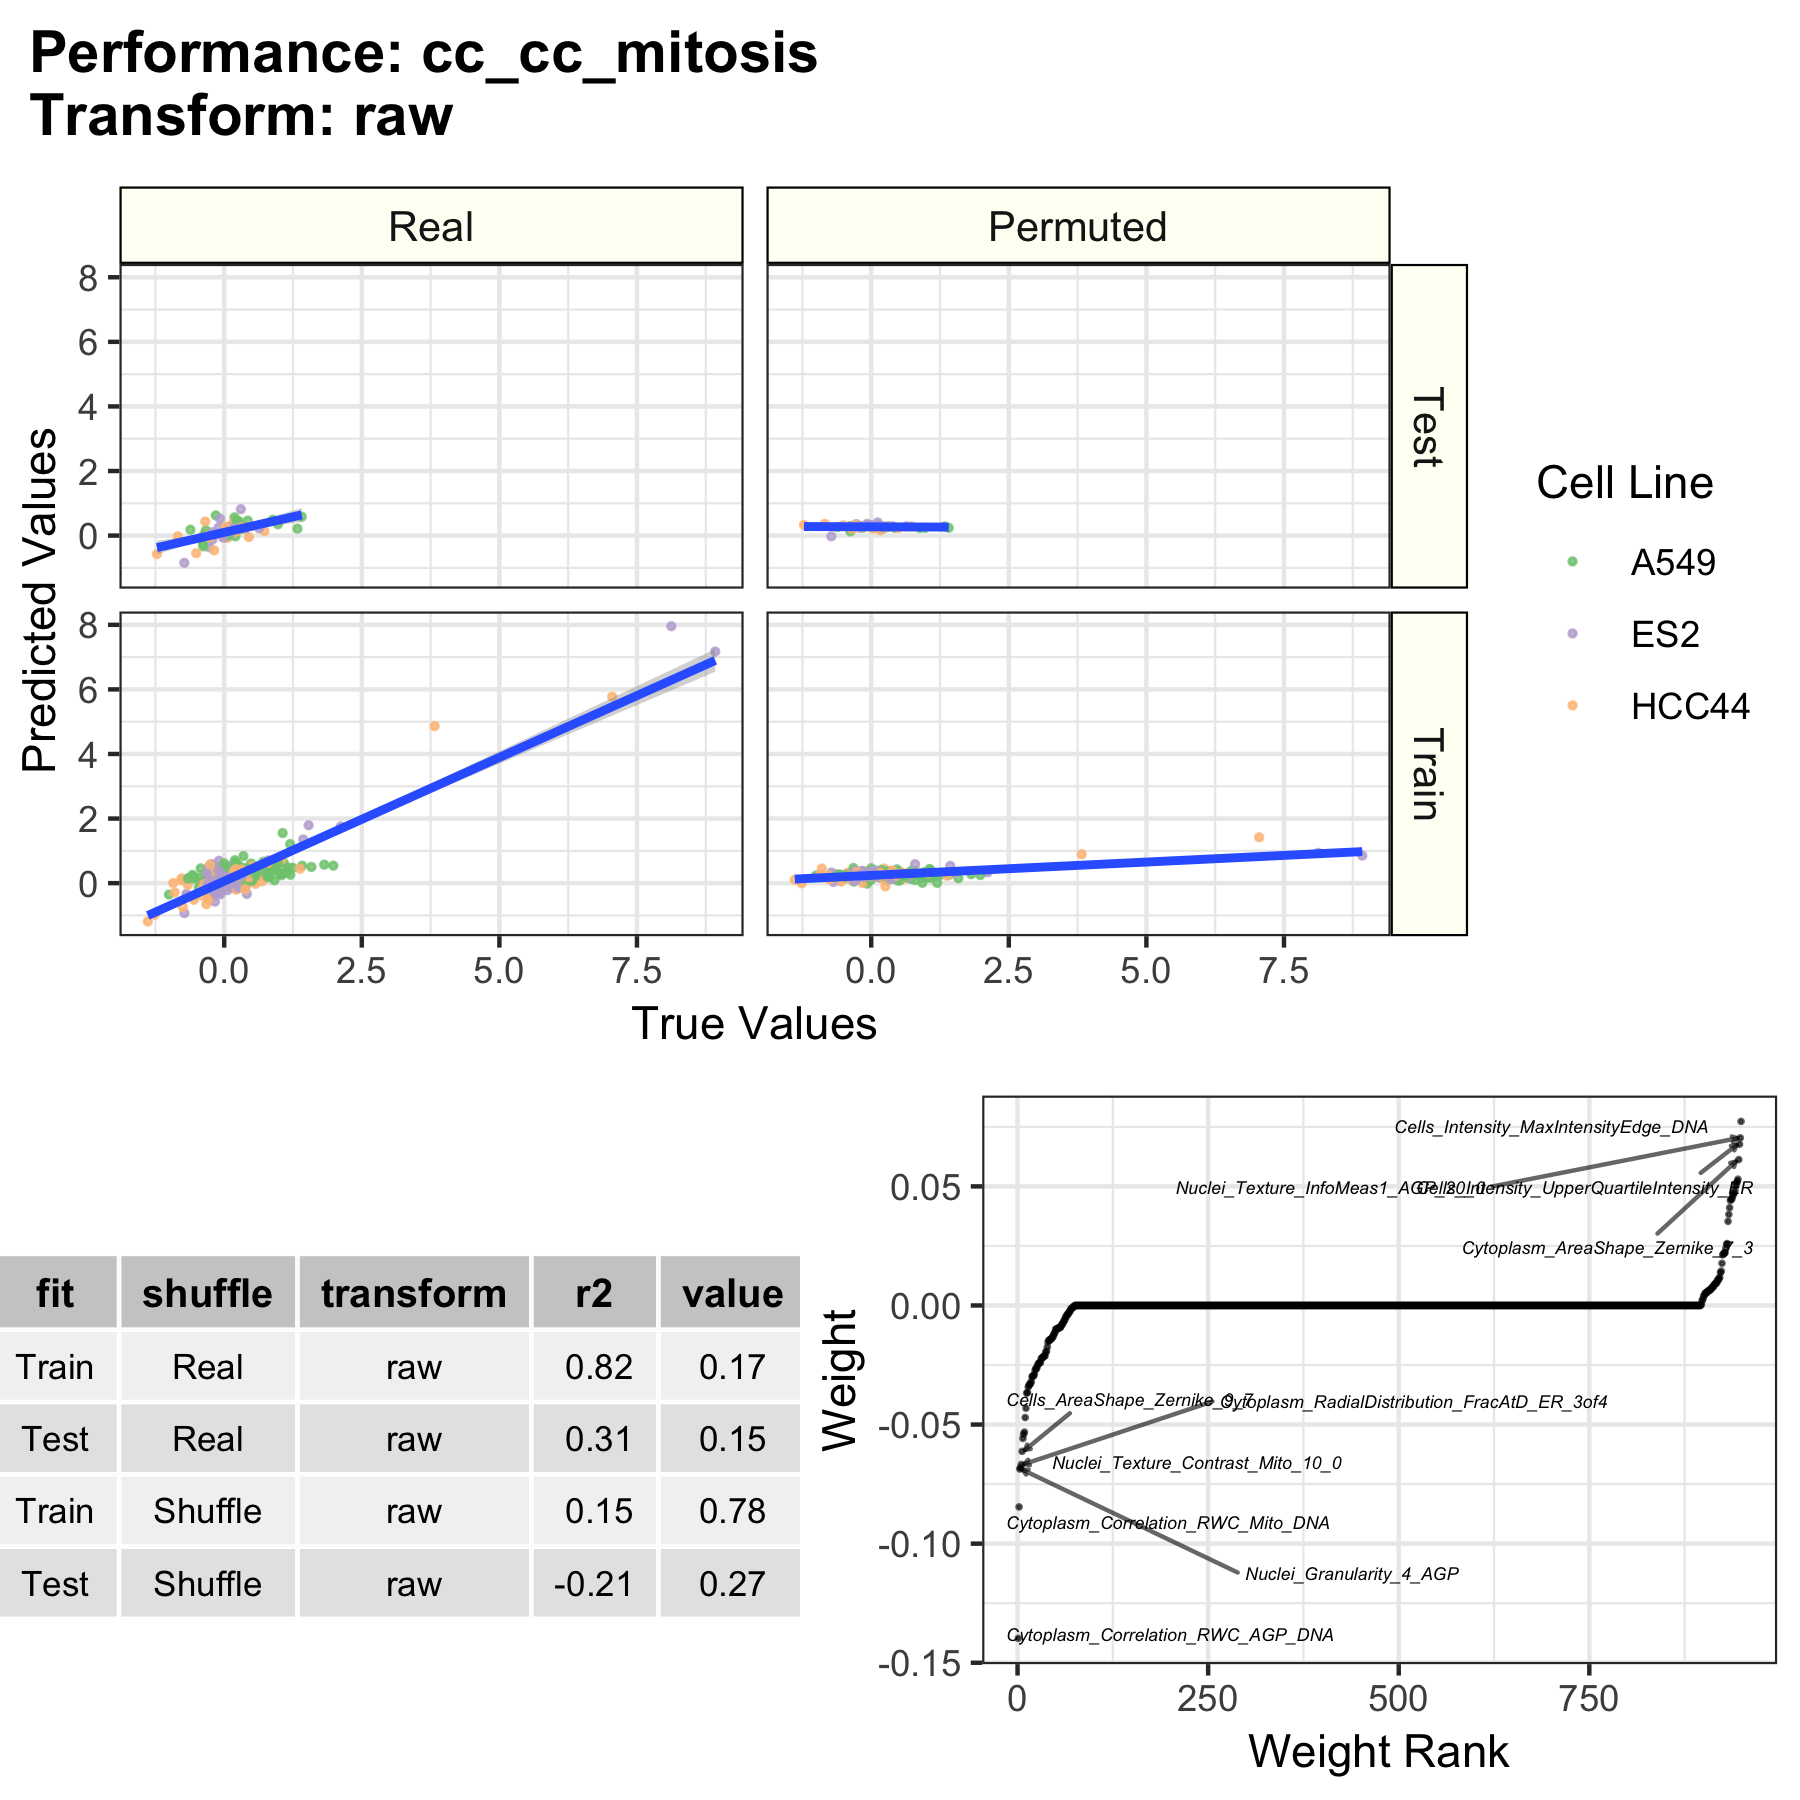 Performance: cc_cc_mitosis
Transform: raw
Real
Permuted
8
6
4
2
0
Test
8
6
4
2
0
Train
Predicted Values
0.0 2.5 5.0 7.5
0.0 2.5 5.0 7.5
True Values
Cell Line
A549
ES2
HCC44
fit shuffle transform r2 value
Train Real raw 0.82 0.17
Test Real raw 0.31 0.15
Train Shuffle raw 0.15 0.78
Test Shuffle raw -0.21 0.27
Weight
0.05
0.00
-0.05
-0.10
-0.15
Cells_Intensity_MaxIntensityEdge_DNA
Nuclei_Texture_InfoMeas1_AGP_20_0
Cells_Intensity_UpperQuartileIntensity_ER
Cytoplasm_AreaShape_Zernike_7_3
Cells_AreaShape_Zernike_9_7
Cytoplasm_RadialDistribution_FracAtD_ER_3of4
Nuclei_Texture_Contrast_Mito_10_0
Cytoplasm_Correlation_RWC_Mito_DNA
Nuclei_Granularity_4_AGP
Cytoplasm_Correlation_RWC_AGP_DNA
0 250 500 750
Weight Rank